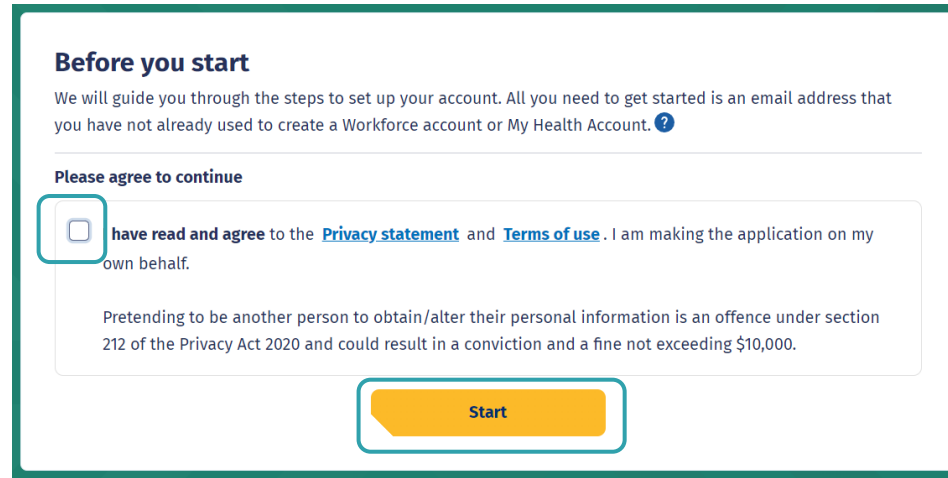 Before you start
We will guide you through the steps to set up your account. All you need to get started is an email address that
you have not already used to create a Workforce account or My Health Account. ?
Please agree to continue
have read and agree to the Privacy statement and Terms of use . I am making the application on my
own behalf.
Pretending to be another person to obtain/alter their personal information is an offence under section
212 of the Privacy Act 2020 and could result in a conviction and a fine not exceeding $10,000.
Start